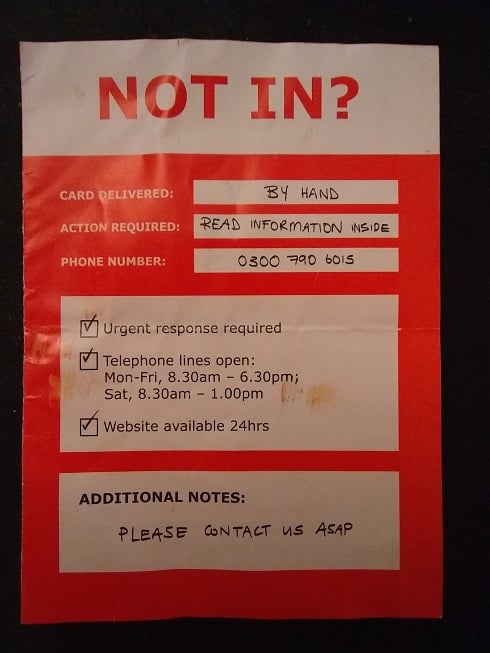 NOT IN?
CARD DELIVERED: BY HAND
ACTION REQUIRED: READ INFORMATION INSIDE
PHONE NUMBER: 0300 790 6015
Urgent response required
Telephone lines open:
Mon-Fri, 8.30am – 6.30pm;
Sat, 8.30am – 1.00pm
Website available 24hrs
ADDITIONAL NOTES:
PLEASE CONTACT US ASAP